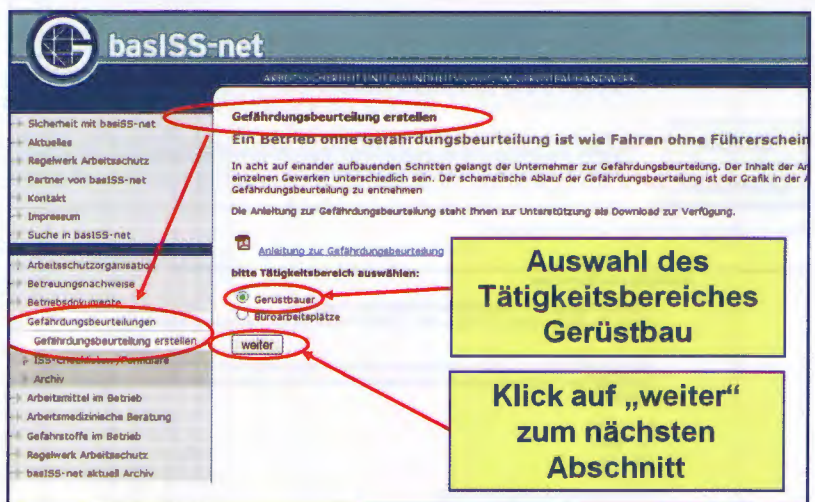 basISS-net
Sicherheit mit basISS-net
Aktuelles
Regelwerk Arbeitsschutz
Partner von basISS-net
Kontakt
Impressum
Suche in basISS-net
Arbeitsschutzorganisation
Betreuungsnachweise
Betriebsdokumente
Gefährdungsbeurteilungen
Gefährdungsbeurteilung erstellen
ISS-Checklisten/Formulare
Archiv
Arbeitsmittel im Betrieb
Arbeitsmedizinische Beratung
Gefahrstoffe im Betrieb
Regelwerk Arbeitsschutz
basISS-net aktuell Archiv
Gefährdungsbeurteilung erstellen
Ein Betrieb ohne Gefährdungsbeurteilung ist wie Fahren ohne Führerschein
In acht auf einander aufbauenden Schritten gelangt der Unternehmer zur Gefährdungsbeurteilung. Der Inhalt der
einzelnen Gewerken unterschiedlich sein. Der schematische Ablauf der Gefährdungsbeurteilung ist der Grafik in der
Gefährdungsbeurteilung zu entnehmen
Die Anleitung zur Gefährdungsbeurteilung steht Ihnen zur Unterstützung als Download zur Verfügung.
Anleitung zur Gefährdungsbeurteilung
bitte Tätigkeitsbereich auswählen:
Gerüstbauer
Büroarbeitsplätze
weiter
Auswahl des
Tätigkeitsbereiches
Gerüstbau
Klick auf „weiter“
zum nächsten
Abschnitt